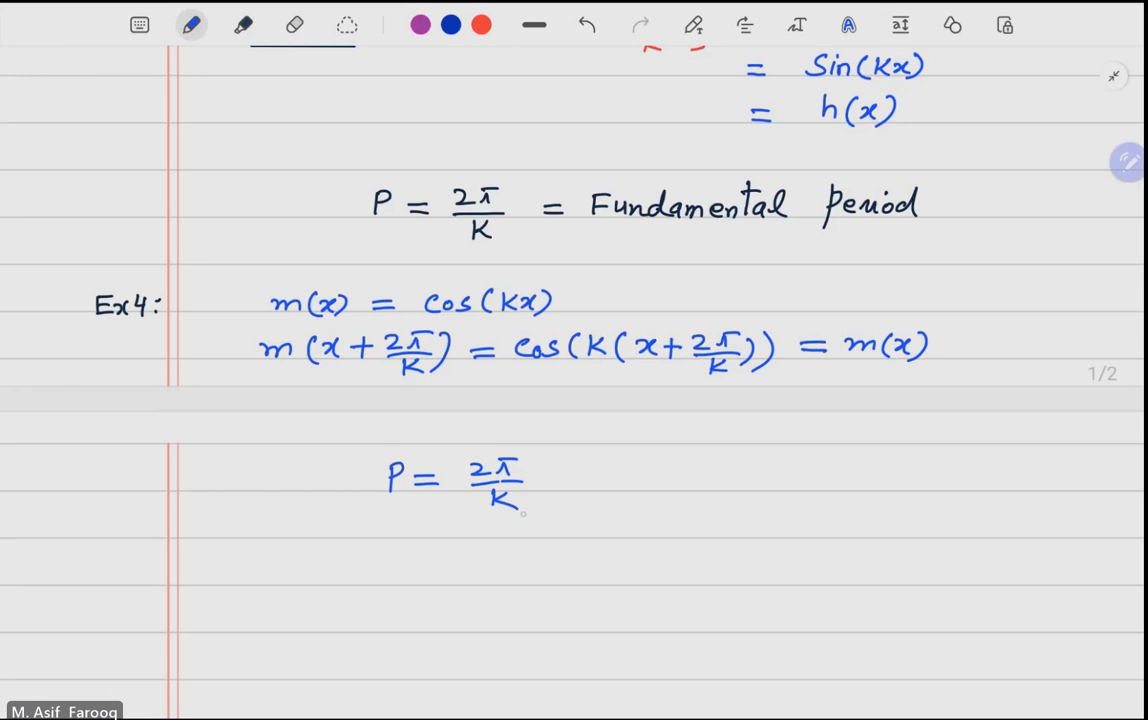 = Sin(Kx)
= h(x)
P = 2π/K = Fundamental Period
Ex4: m(x) = cos(Kx)
m(x + 2π/K) = cos(K(x + 2π/K)) = m(x)
1/2
P = 2π/K
M. Asif Farooq